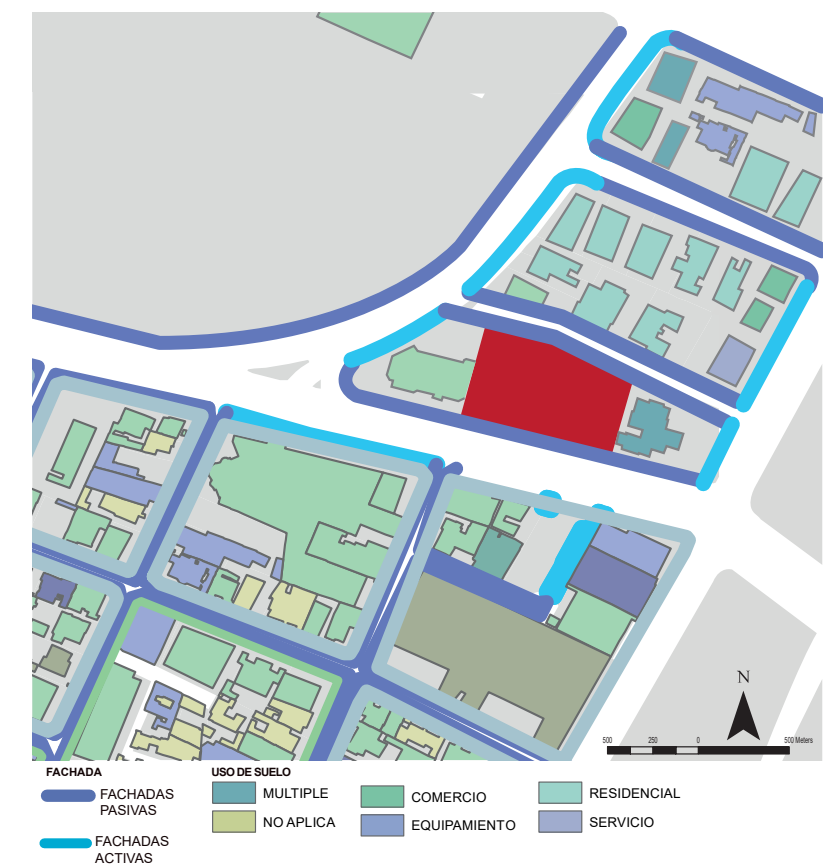 N
500 250 0 500 Meters
FACHADA
FACHADAS
PASIVAS
FACHADAS
ACTIVAS
USO DE SUELO
MULTIPLE
COMERCIO
RESIDENCIAL
NO APLICA
EQUIPAMIENTO
SERVICIO